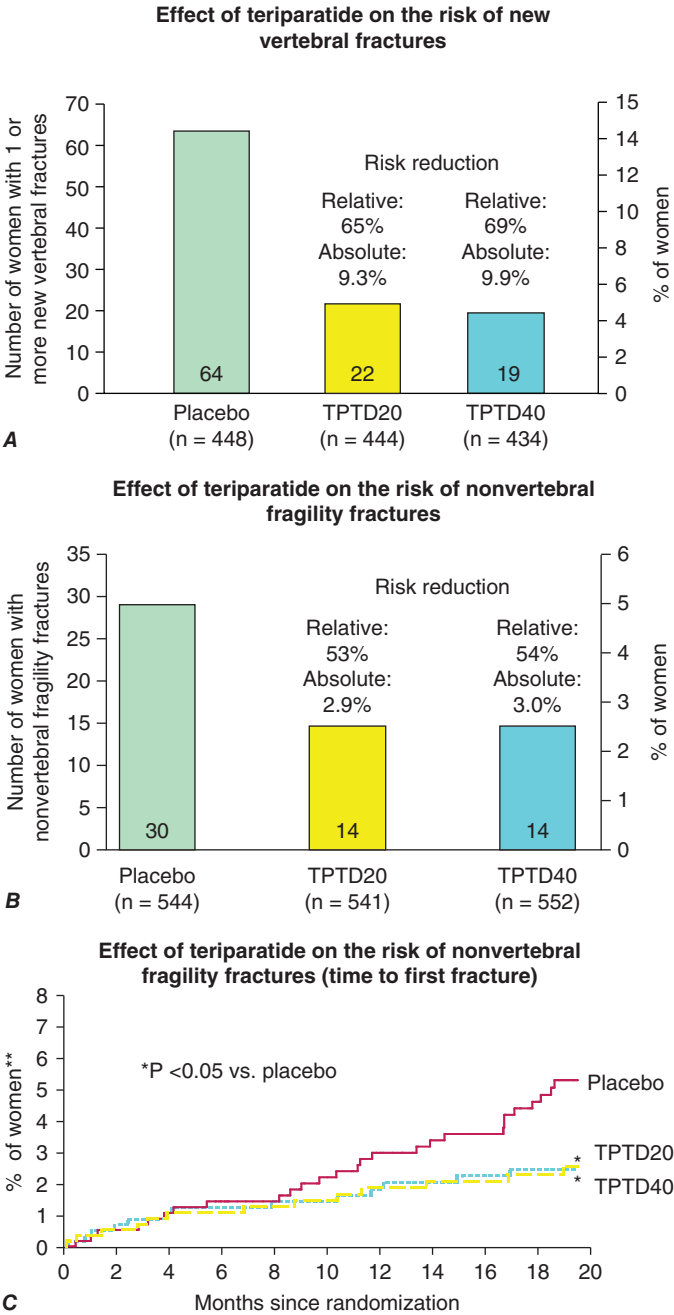 Effect of teriparatide on the risk of new
vertebral fractures
Number of women with 1 or
more new vertebral fractures
70
60
50
40
30
20
10
0
Risk reduction
Relative:
65%
Absolute:
9.3%
Relative:
69%
Absolute:
9.9%
64
22
19
15
14
12
10
8
6
4
2
0
% of women
Placebo
(n = 448)
TPTD20
(n = 444)
TPTD40
(n = 434)
A
Effect of teriparatide on the risk of nonvertebral
fragility fractures
Number of women with
nonvertebral fragility fractures
35
30
25
20
15
10
5
0
Risk reduction
Relative:
53%
Absolute:
2.9%
Relative:
54%
Absolute:
3.0%
30
14
14
6
5
4
3
2
1
0
% of women
Placebo
(n = 544)
TPTD20
(n = 541)
TPTD40
(n = 552)
B
Effect of teriparatide on the risk of nonvertebral
fragility fractures (time to first fracture)
% of women**
8
7
6
5
4
3
2
1
0
*P <0.05 vs. placebo
Placebo
* TPTD20
* TPTD40
0 2 4 6 8 10 12 14 16 18 20
Months since randomization
C